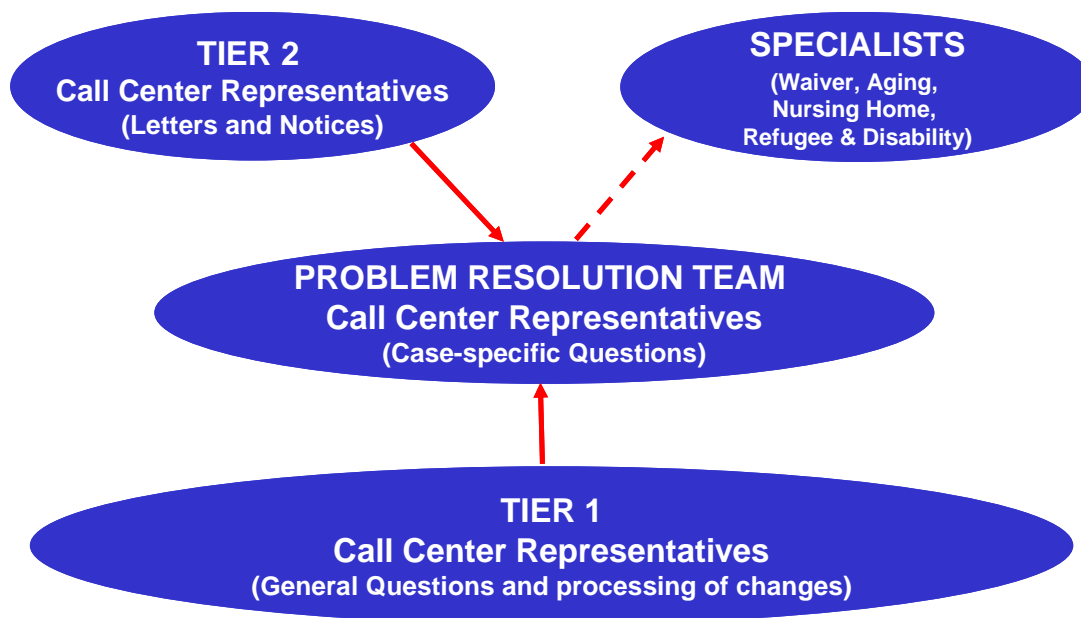 TIER 2
Call Center Representatives
(Letters and Notices)
SPECIALISTS
(Waiver, Aging,
Nursing Home,
Refugee & Disability)
PROBLEM RESOLUTION TEAM
Call Center Representatives
(Case-specific Questions)
TIER 1
Call Center Representatives
(General Questions and processing of changes)